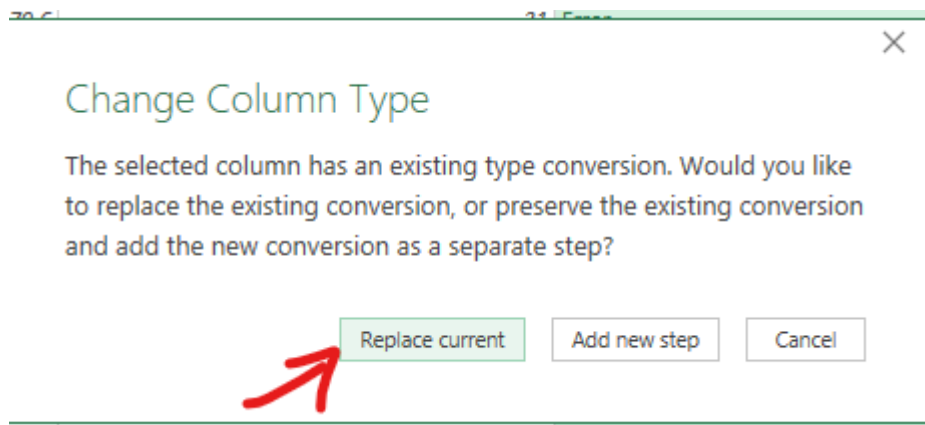 Change Column Type
The selected column has an existing type conversion. Would you like
to replace the existing conversion, or preserve the existing conversion
and add the new conversion as a separate step?
Replace current Add new step Cancel